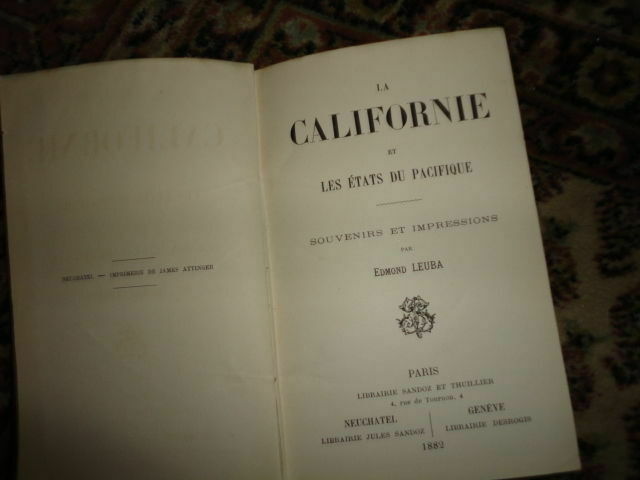 NEUCHATEL — IMPRIMERIE DE JAMES ATTINGER
LA
CALIFORNIE
ET
LES ÉTATS DU PACIFIQUE
SOUVENIRS ET IMPRESSIONS
PAR
EDMOND LEUBA
PARIS
LIBRAIRIE SANDOZ ET THUILLIER
4, rue de Tournon, 4
NEUCHATEL
LIBRAIRIE JULES SANDOZ
GENÈVE
LIBRAIRIE DESROGIS
1882